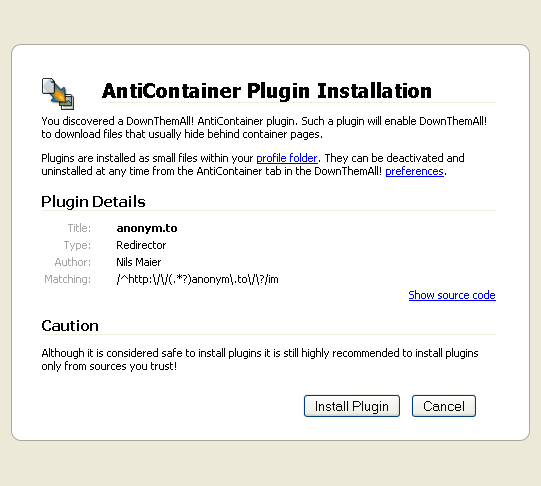 AntiContainer Plugin Installation
You discovered a DownThemAll! AntiContainer plugin. Such a plugin will enable DownThemAll!
to download files that usually hide behind container pages.
Plugins are installed as small files within your profile folder. They can be deactivated and
uninstalled at any time from the AntiContainer tab in the DownThemAll! preferences.
Plugin Details
Title: anonym.to
Type: Redirector
Author: Nils Maier
Matching: /^http:\/\/(.*?)anonym\.to\/\?/im
Show source code
Caution
Although it is considered safe to install plugins it is still highly recommended to install plugins
only from sources you trust!
Install Plugin Cancel